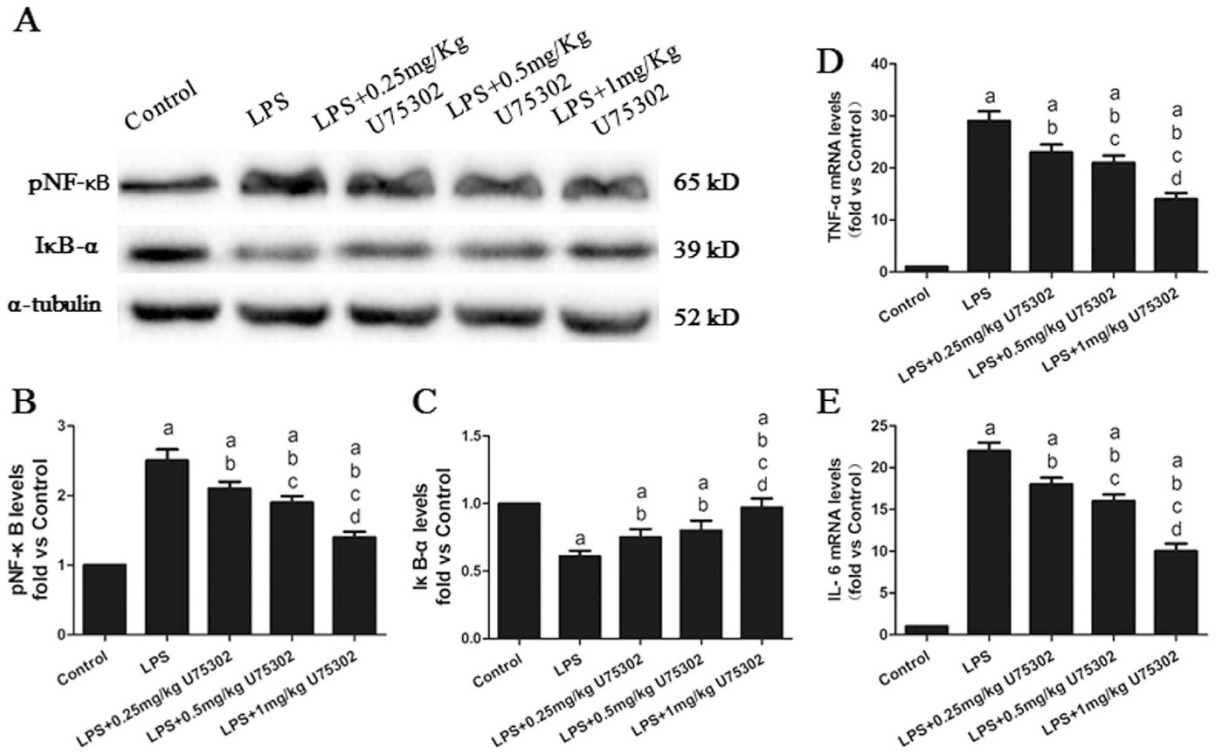 A
Control
LPS
LPS+0.25mg/Kg
U75302
LPS+0.5mg/Kg
U75302
LPS+1mg/Kg
U75302
pNF-κB
65 kD
IκB-α
39 kD
α-tubulin
52 kD
B
pNF-κ B levels
fold vs Control
3
2
1
0
a
a
b
a
b
c
a
b
c
d
Control
LPS
LPS+0.25mg/kg U75302
LPS+0.5mg/kg U75302
LPS+1mg/kg U75302
C
Iκ B-α levels
fold vs Control
1.5
1.0
0.5
0.0
a
a
b
a
b
a
b
c
d
Control
LPS
LPS+0.25mg/kg U75302
LPS+0.5mg/kg U75302
LPS+1mg/kg U75302
D
TNF-α mRNA levels
(fold vs Control)
40
30
20
10
0
a
a
b
a
b
c
a
b
c
d
Control
LPS
LPS+0.25mg/kg U75302
LPS+0.5mg/kg U75302
LPS+1mg/kg U75302
E
IL- 6 mRNA levels
(fold vs Control)
25
20
15
10
5
0
a
a
b
a
b
c
a
b
c
d
Control
LPS
LPS+0.25mg/kg U75302
LPS+0.5mg/kg U75302
LPS+1mg/kg U75302